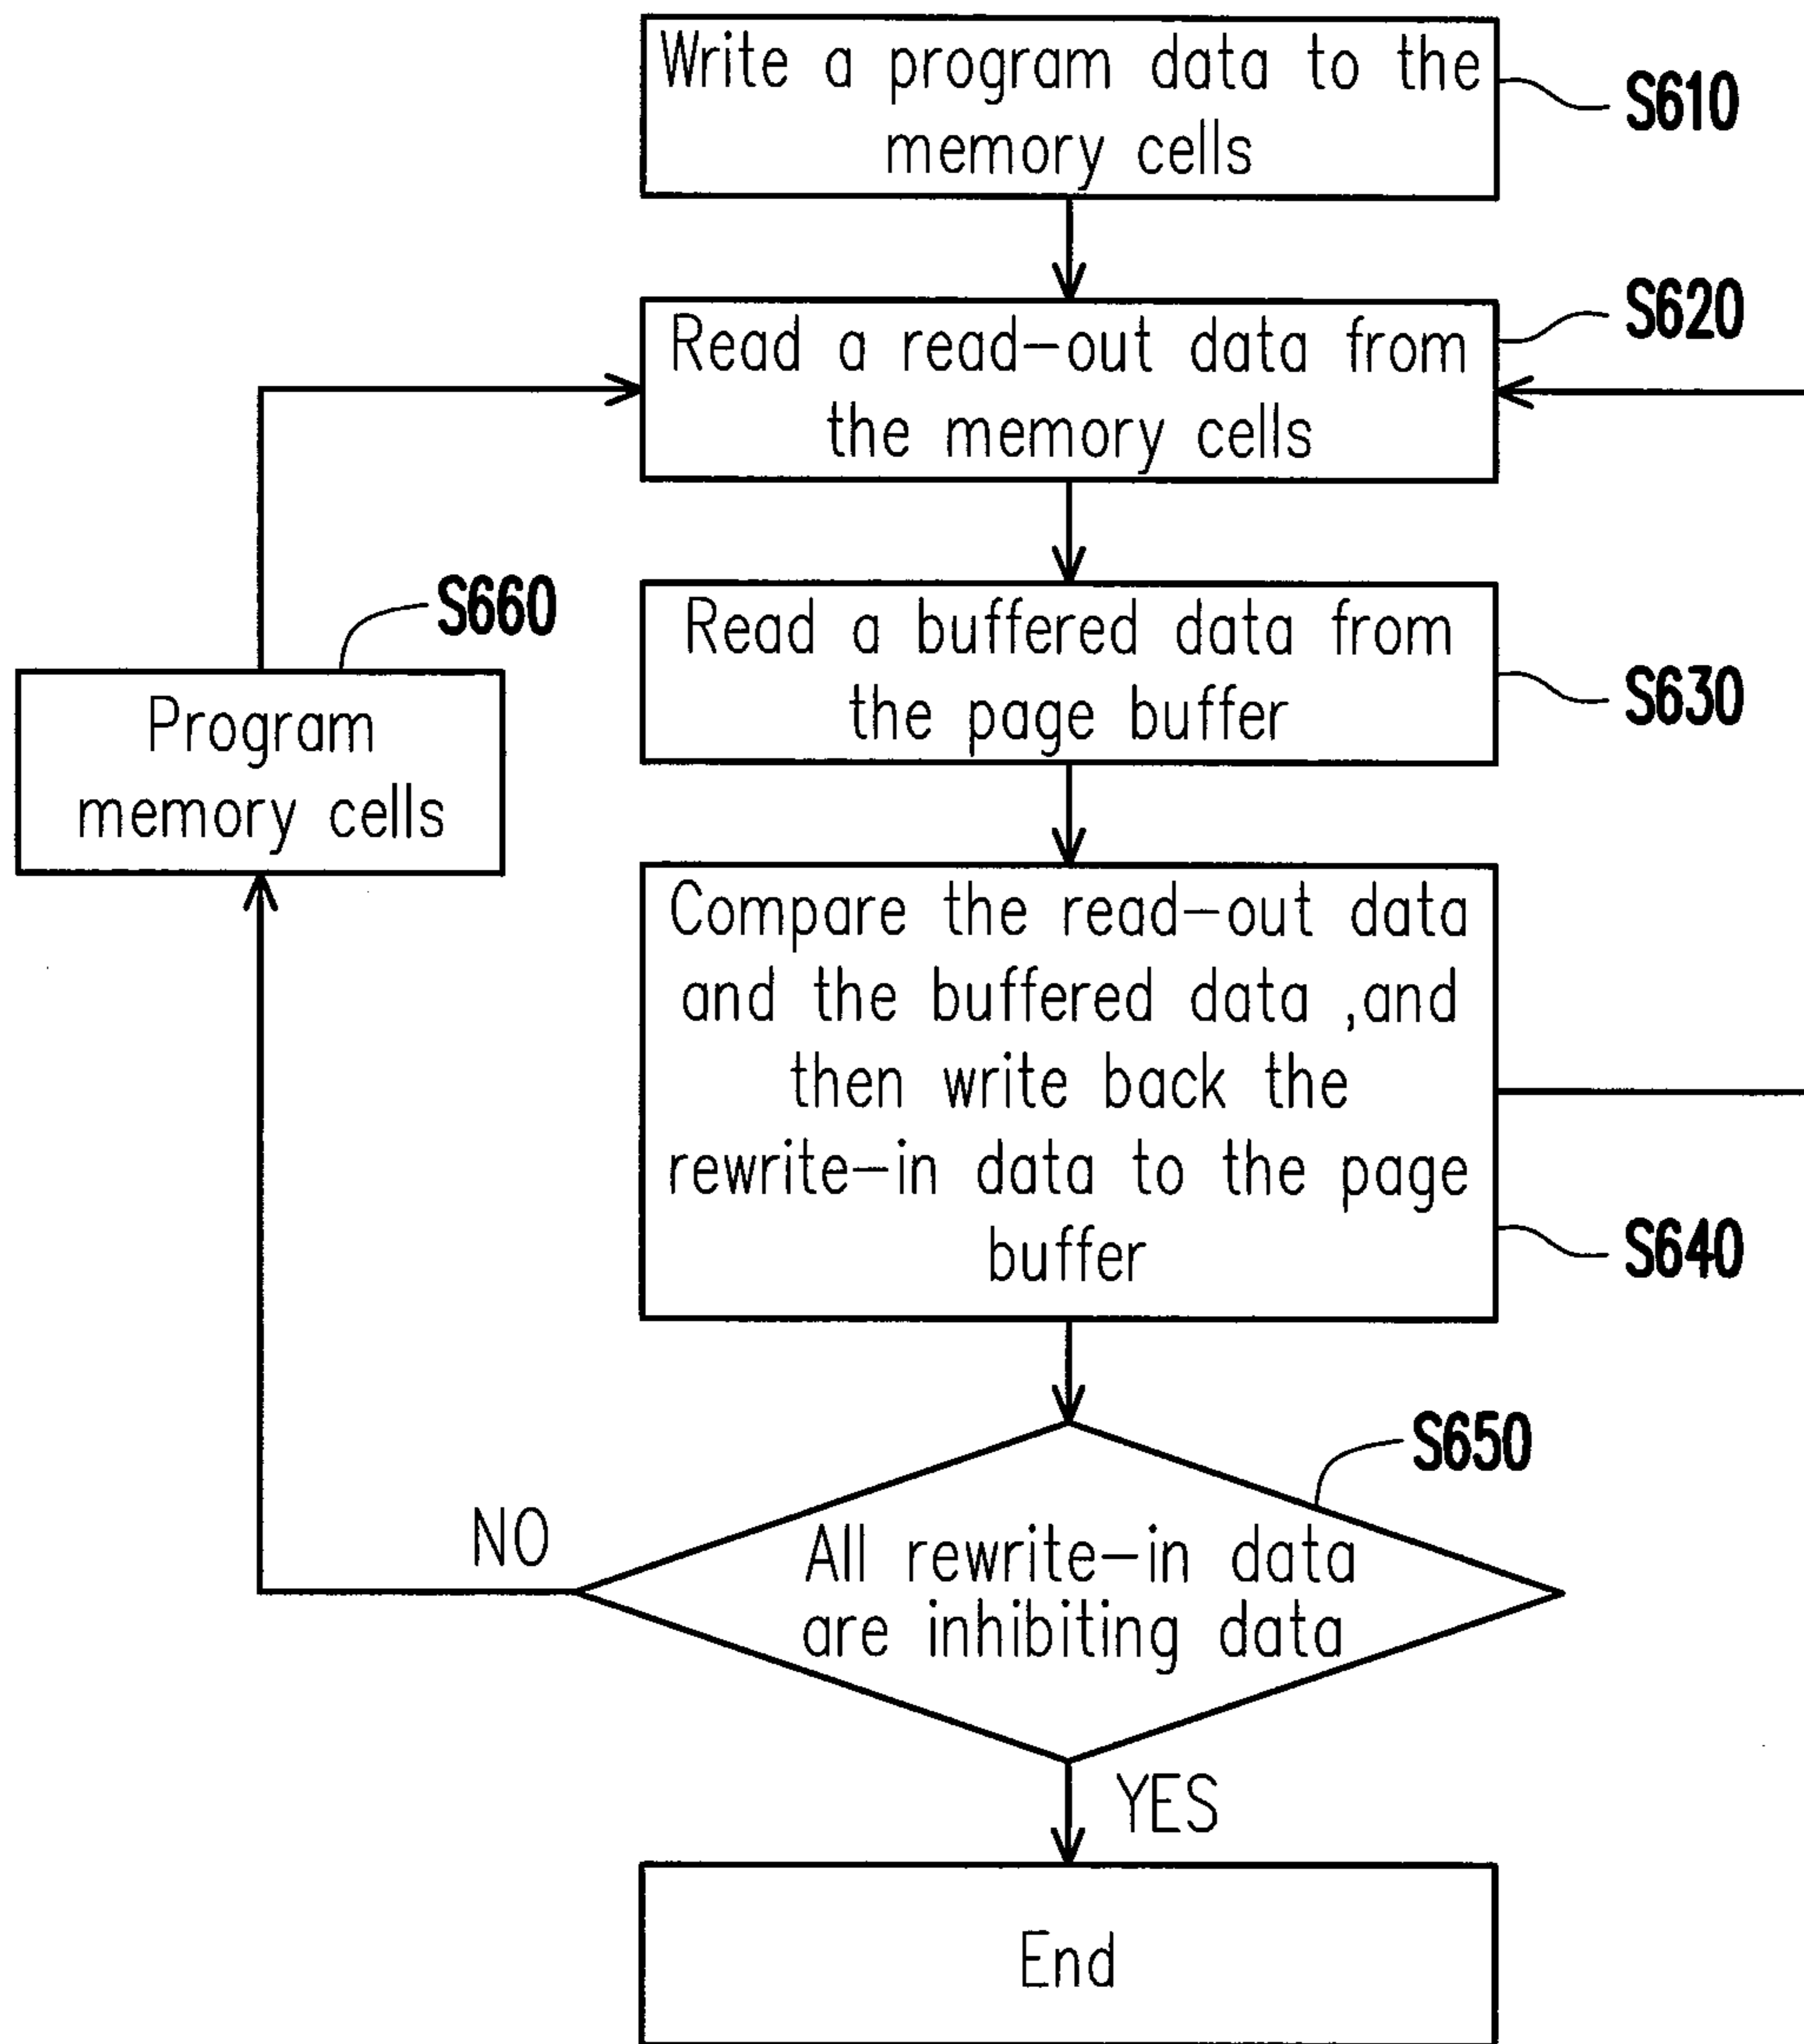 Write a program data to the
memory cells
S610
Read a read-out data from
the memory cells
S620
Read a buffered data from
the page buffer
S630
S660
Program
memory cells
Compare the read-out data
and the buffered data ,and
then write back the
rewrite-in data to the page
buffer
S640
S650
All rewrite-in data
are inhibiting data
NO
YES
End